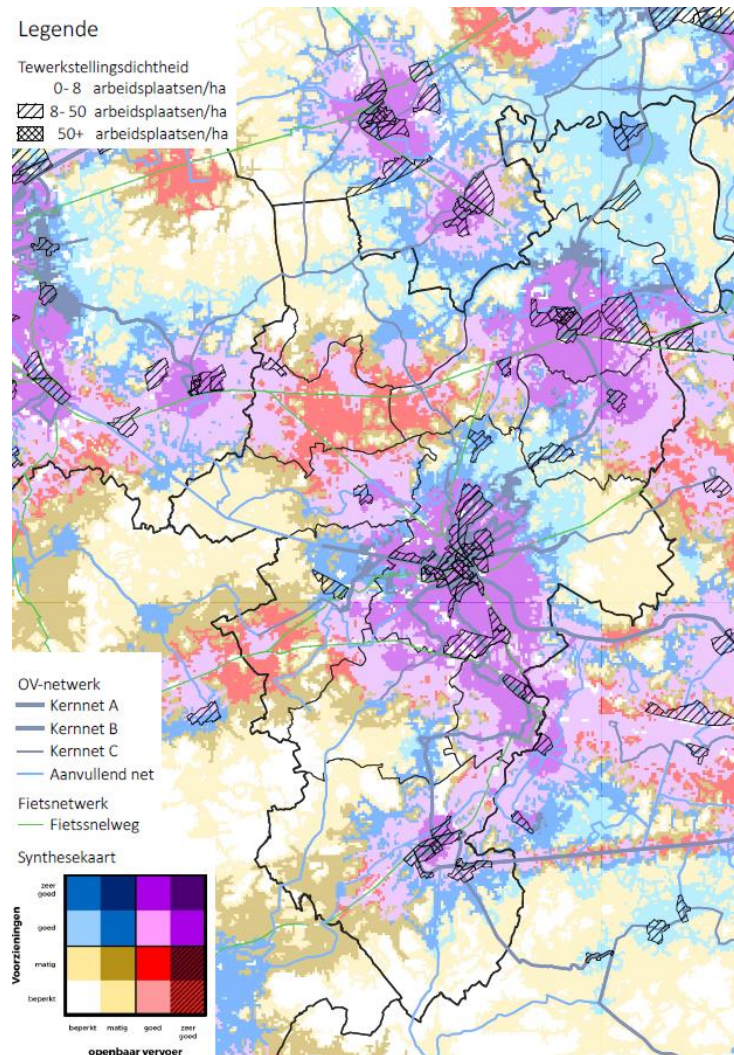 Legende
Tewerkstellingsdichtheid
0- 8 arbeidsplaatsen/ha
8- 50 arbeidsplaatsen/ha
50+ arbeidsplaatsen/ha
OV-netwerk
Kernnet A
Kernnet B
Kernnet C
Aanvullend net
Fietsnetwerk
Fietssnelweg
Synthesekaart
Voorzieningen
zeer
goed
goed
matig
beperkt
beperkt matig goed zeer
goed
openbaar vervoer